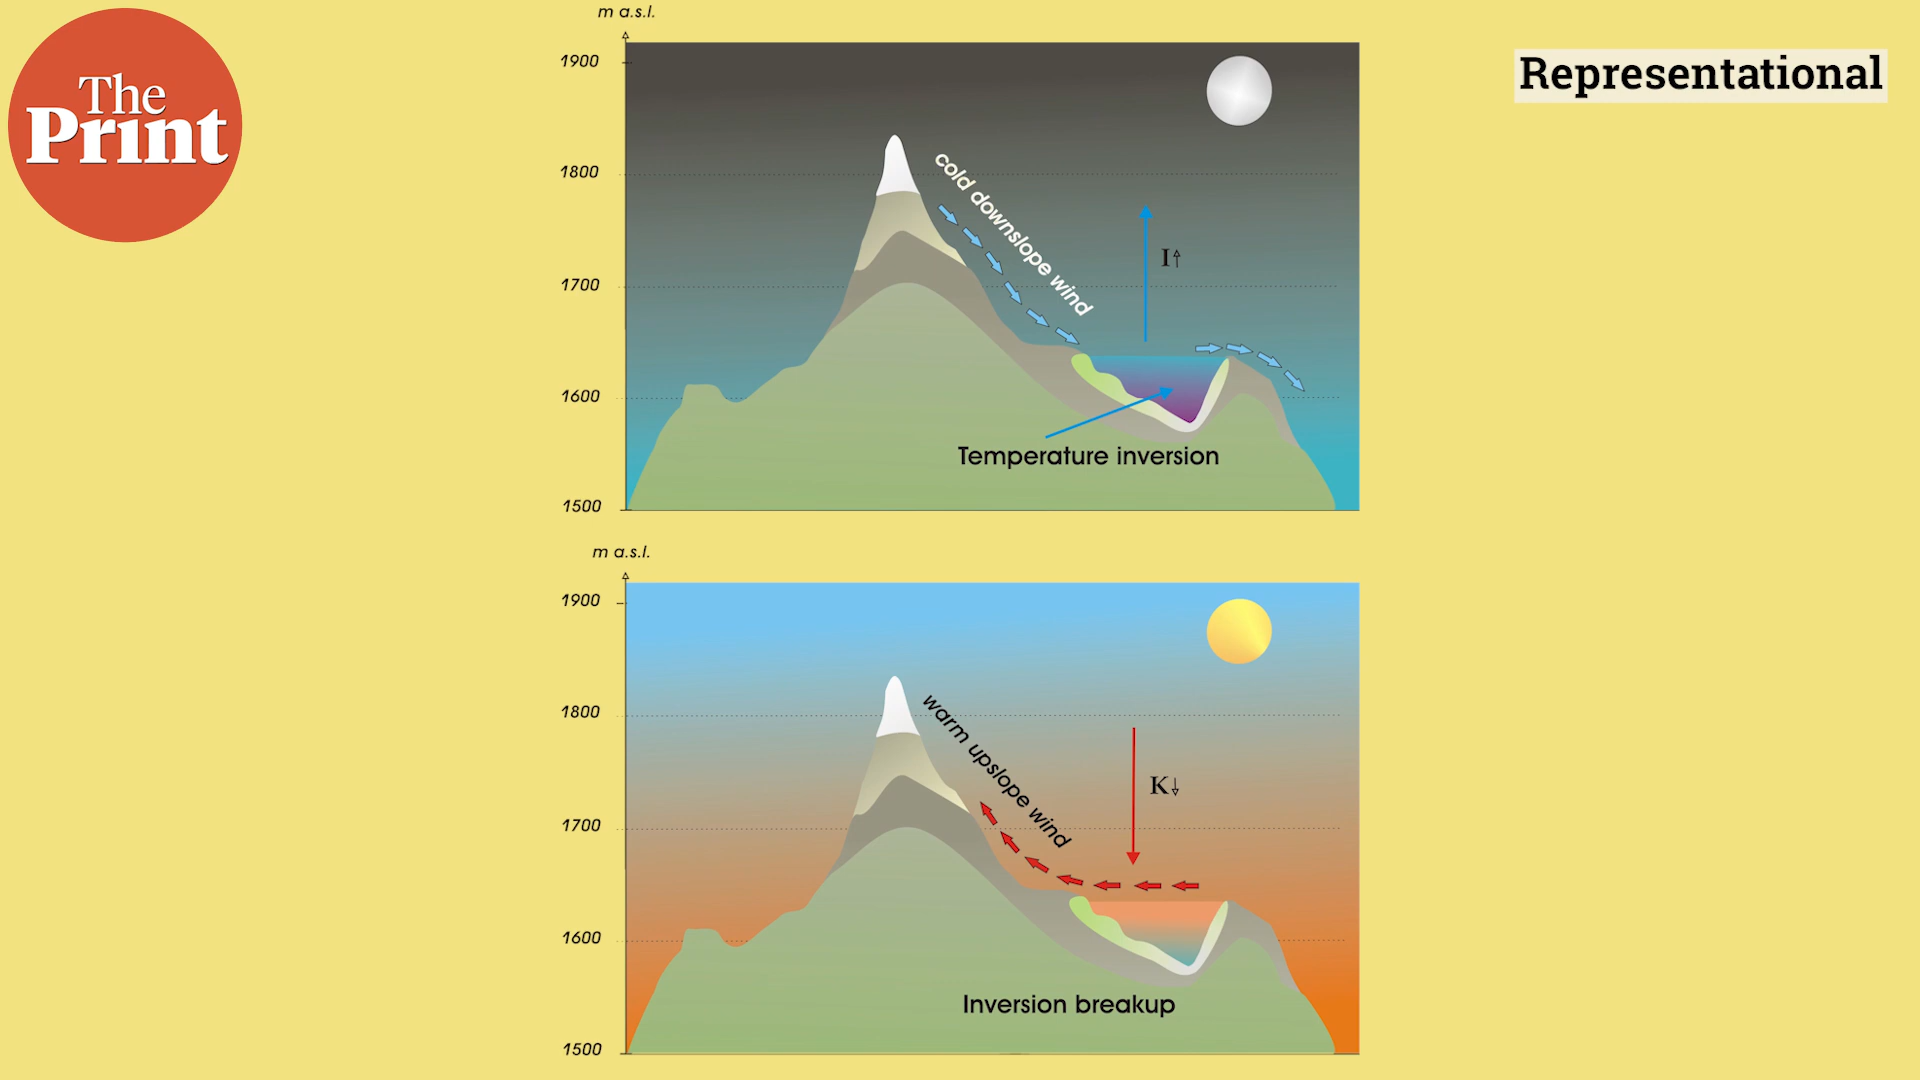 The
Print
Representational
m a.s.l.
1900
1800
1700
1600
1500
cold downslope wind
I↑
Temperature inversion
m a.s.l.
1900
1800
1700
1600
1500
warm upslope wind
K↓
Inversion breakup